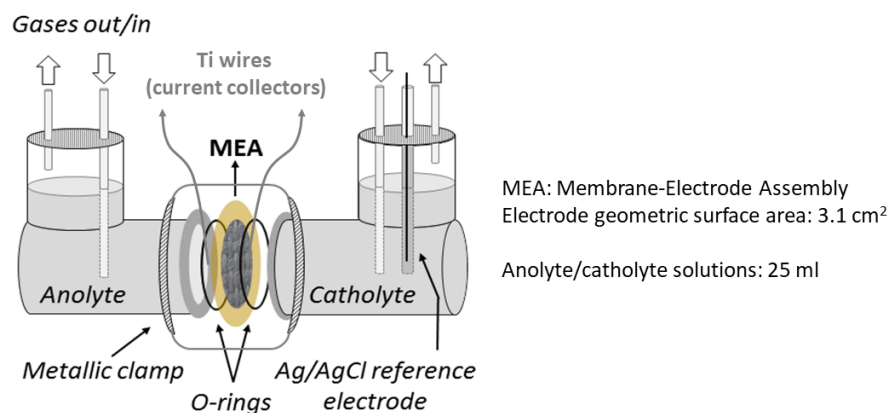 Gases out/in
Ti wires
(current collectors)
MEA
Anolyte
Catholyte
Metallic clamp
O-rings
Ag/AgCl reference
electrode
MEA: Membrane-Electrode Assembly
Electrode geometric surface area: 3.1 cm²
Anolyte/catholyte solutions: 25 ml